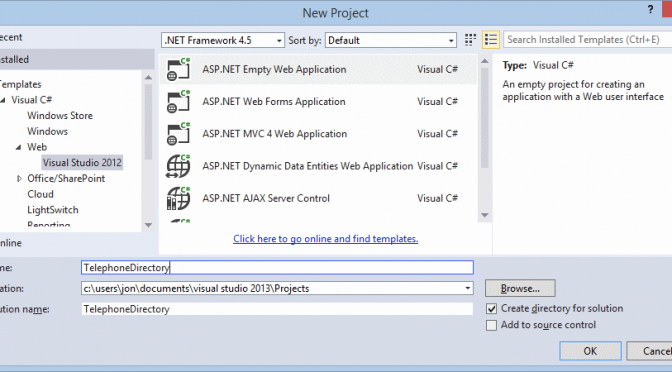 New Project
?
ecent
.NET Framework 4.5 Sort by: Default Search Installed Templates (Ctrl+E)
nstalled
emplates
Visual C#
Windows Store
Windows
Web
Visual Studio 2012
Office/SharePoint
Cloud
LightSwitch
Reporting
nline
ASP.NET Empty Web Application Visual C#
ASP.NET Web Forms Application Visual C#
ASP.NET MVC 4 Web Application Visual C#
ASP.NET Dynamic Data Entities Web Application Visual C#
ASP.NET AJAX Server Control Visual C#
Click here to go online and find templates.
Type: Visual C#
An empty project for creating an
application with a Web user interface
me: TelephoneDirectory
ation: c:\users\jon\documents\visual studio 2013\Projects Browse...
ution name: TelephoneDirectory
Create directory for solution
Add to source control
OK Cancel